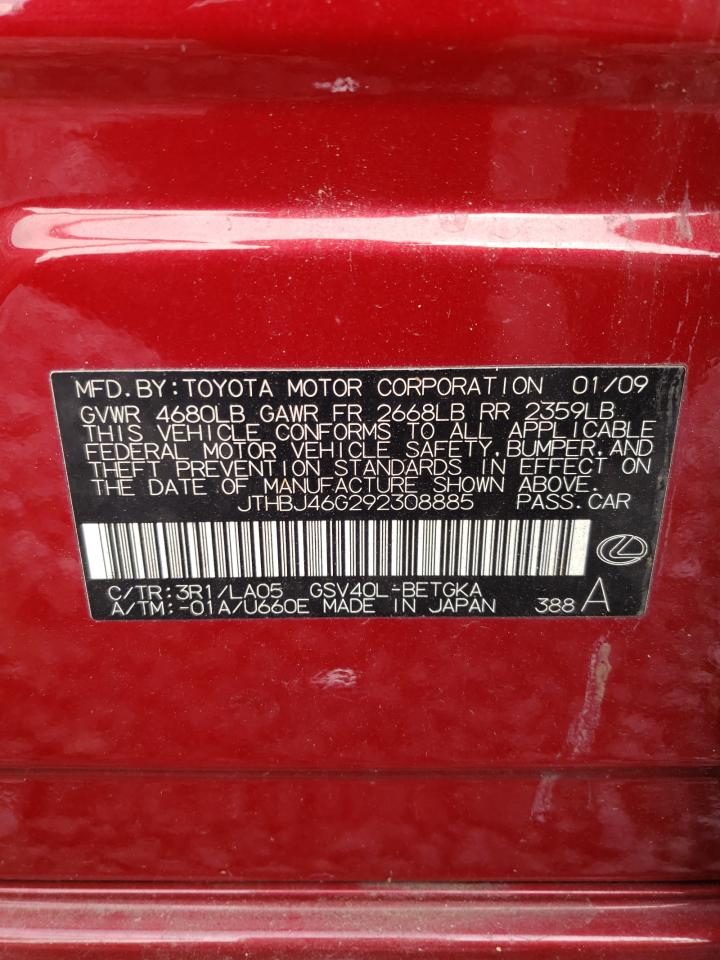 MFD. BY: TOYOTA MOTOR CORPORATION 01/09
GVWR 4680LB GAWR FR 2668LB RR 2359LB
THIS VEHICLE CONFORMS TO ALL APPLICABLE
FEDERAL MOTOR VEHICLE SAFETY, BUMPER, AND
THEFT PREVENTION STANDARDS IN EFFECT ON
THE DATE OF MANUFACTURE SHOWN ABOVE.
JTHBJ46G292308885 PASS. CAR
C/TR: 3R1/LA05 GSV40L-BETGKA
A/TM: -01A/U660E MADE IN JAPAN 388 A